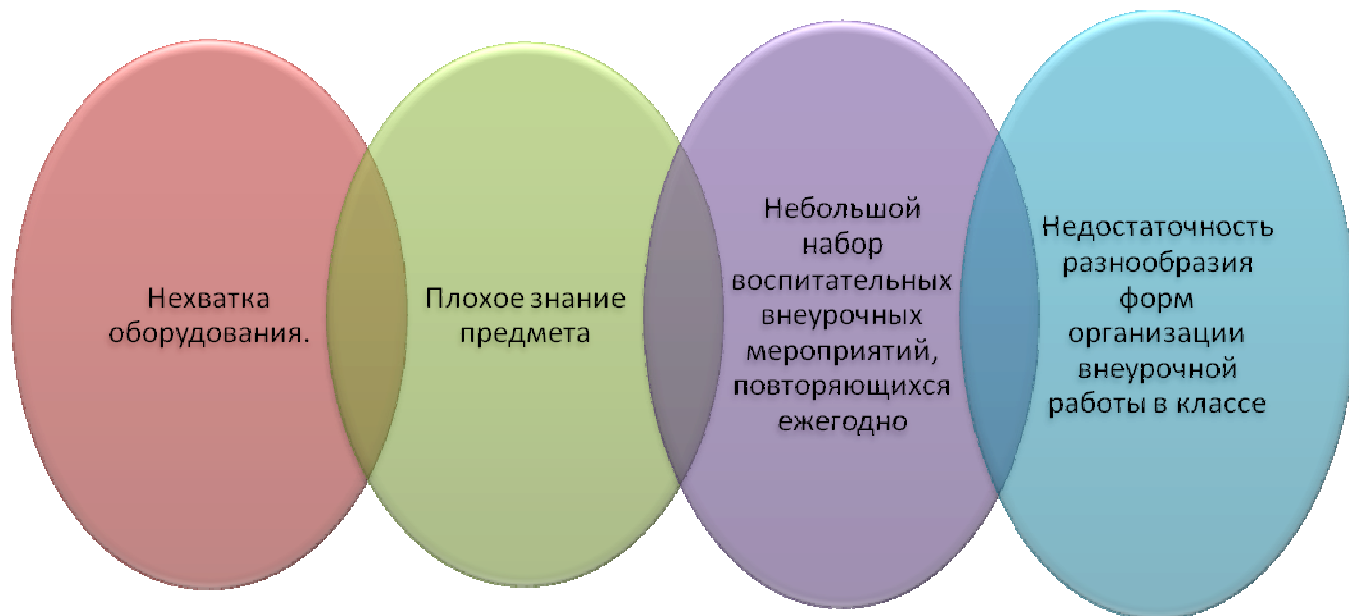 Нехватка
оборудования.
Плохое знание
предмета
Небольшой
набор
воспитательных
внеурочных
мероприятий,
повторяющихся
ежегодно
Недостаточность
разнообразия
форм
организации
внеурочной
работы в классе